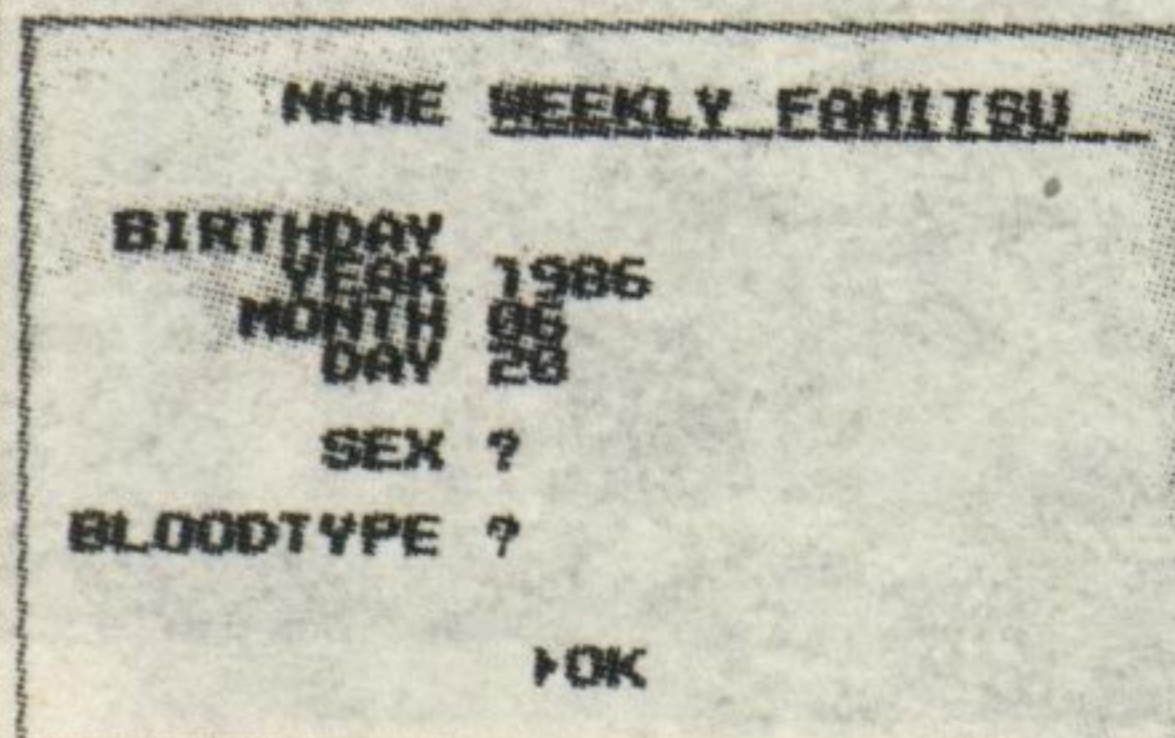 NAME WEEKLY FAMITSU
BIRTHDAY
YEAR 1986
MONTH 06
DAY 20
SEX ?
BLOODTYPE ?
▶OK